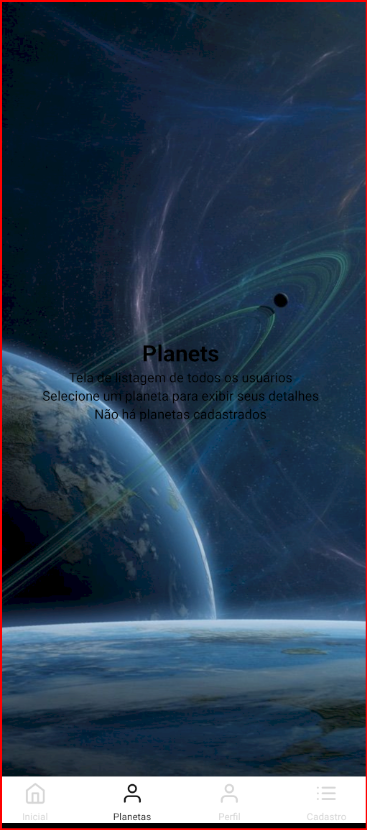 Planets
Tela de listagem de todos os usuários
Selecione um planeta para exibir seus detalhes
Não há planetas cadastrados
Inicial
Planetas
Perfil
Cadastro